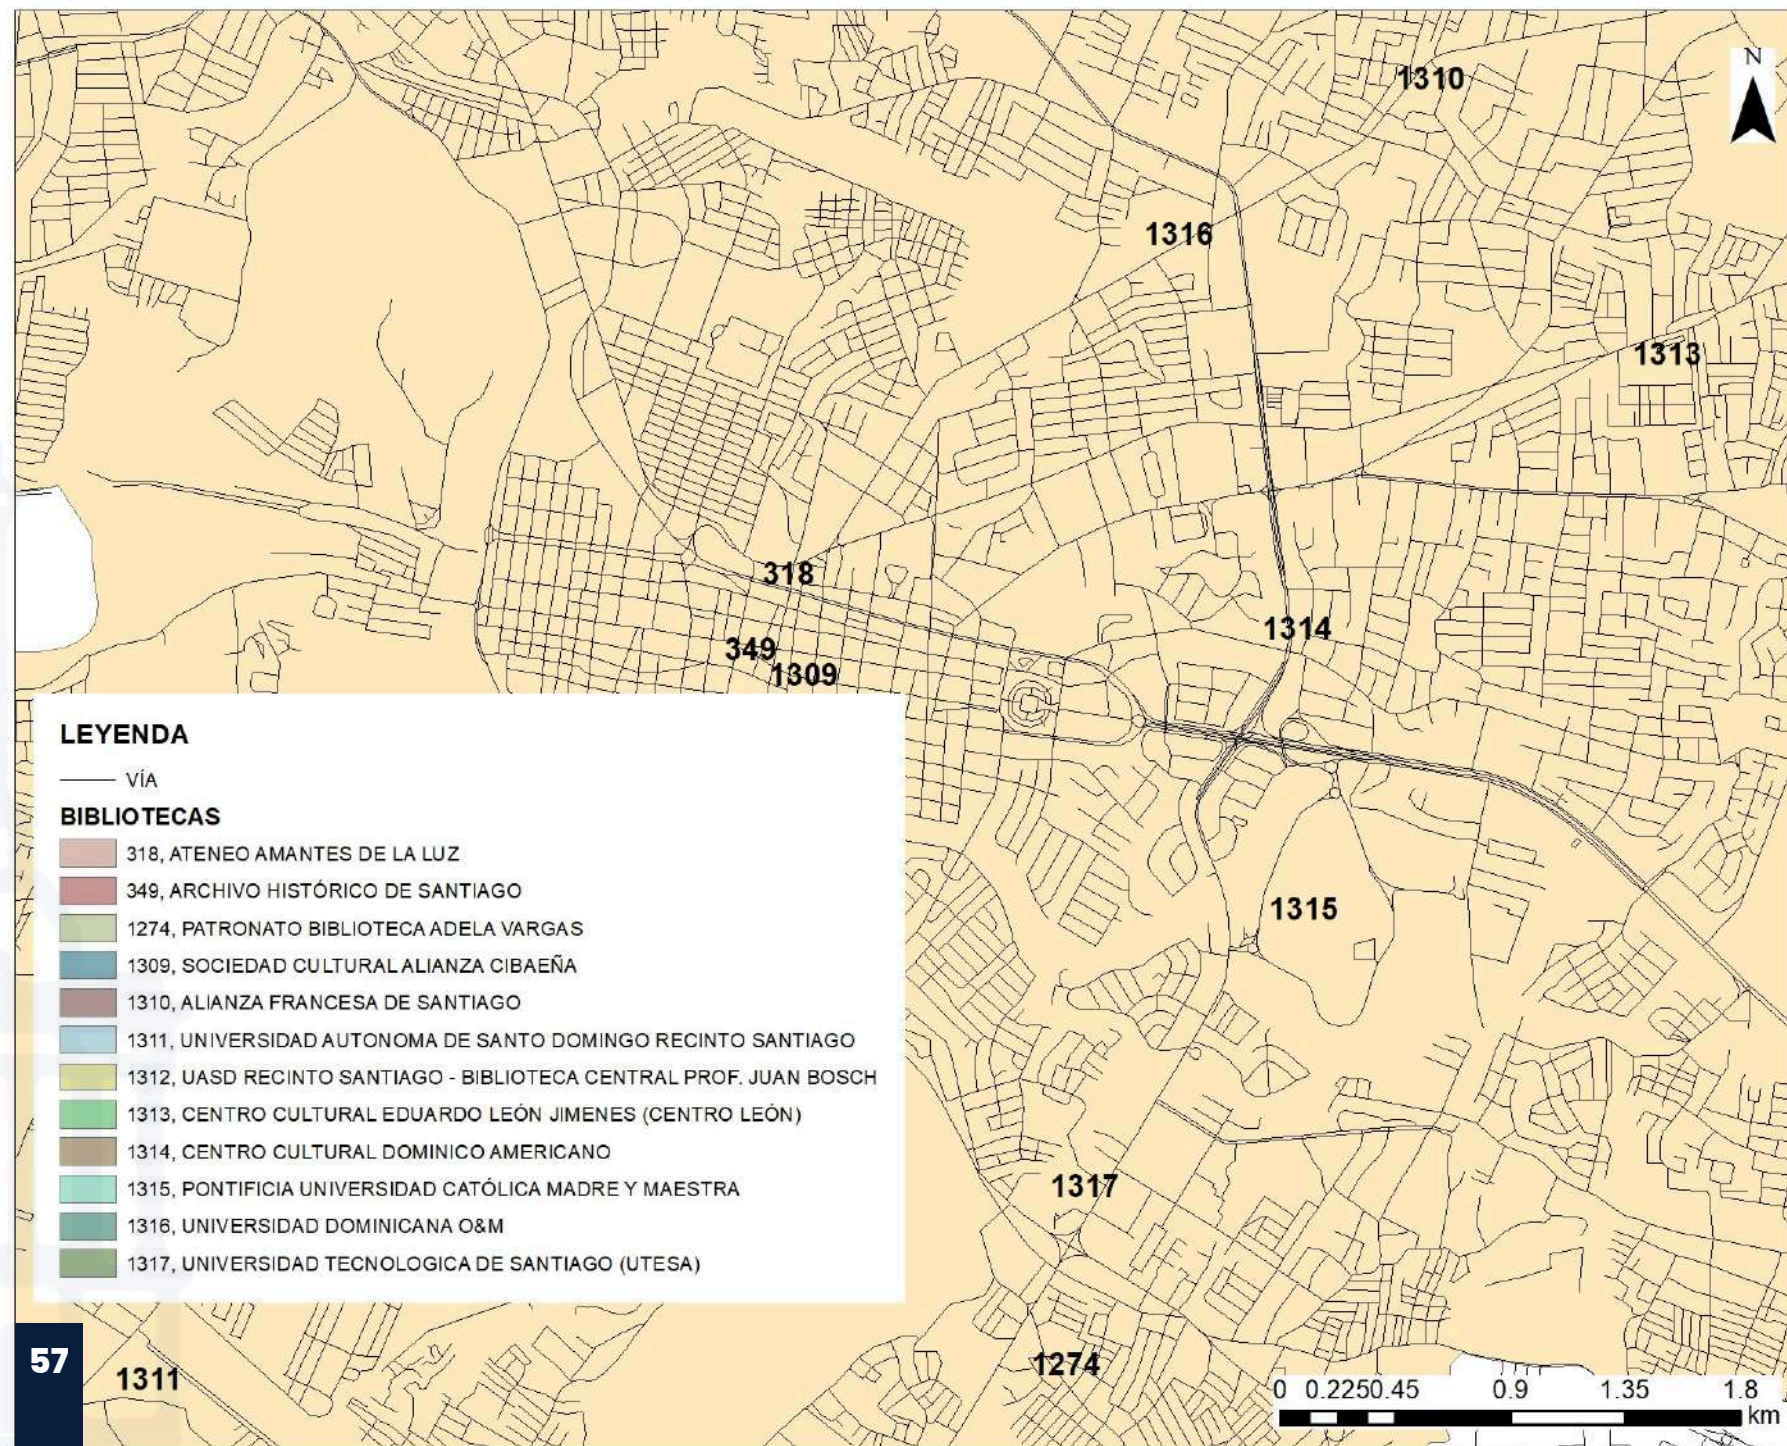 N
1310
1316
1313
318
1314
349
1309
LEYENDA
VÍA
BIBLIOTECAS
318, ATENEO AMANTES DE LA LUZ
349, ARCHIVO HISTÓRICO DE SANTIAGO
1274, PATRONATO BIBLIOTECA ADELA VARGAS
1309, SOCIEDAD CULTURAL ALIANZA CIBAEÑA
1310, ALIANZA FRANCESA DE SANTIAGO
1311, UNIVERSIDAD AUTONOMA DE SANTO DOMINGO RECINTO SANTIAGO
1312, UASD RECINTO SANTIAGO - BIBLIOTECA CENTRAL PROF. JUAN BOSCH
1313, CENTRO CULTURAL EDUARDO LEÓN JIMENES (CENTRO LEÓN)
1314, CENTRO CULTURAL DOMINICO AMERICANO
1315, PONTIFICIA UNIVERSIDAD CATÓLICA MADRE Y MAESTRA
1316, UNIVERSIDAD DOMINICANA O&M
1317, UNIVERSIDAD TECNOLOGICA DE SANTIAGO (UTESA)
1315
1317
1274
57
1311
0 0.2250.45 0.9 1.35 1.8
km